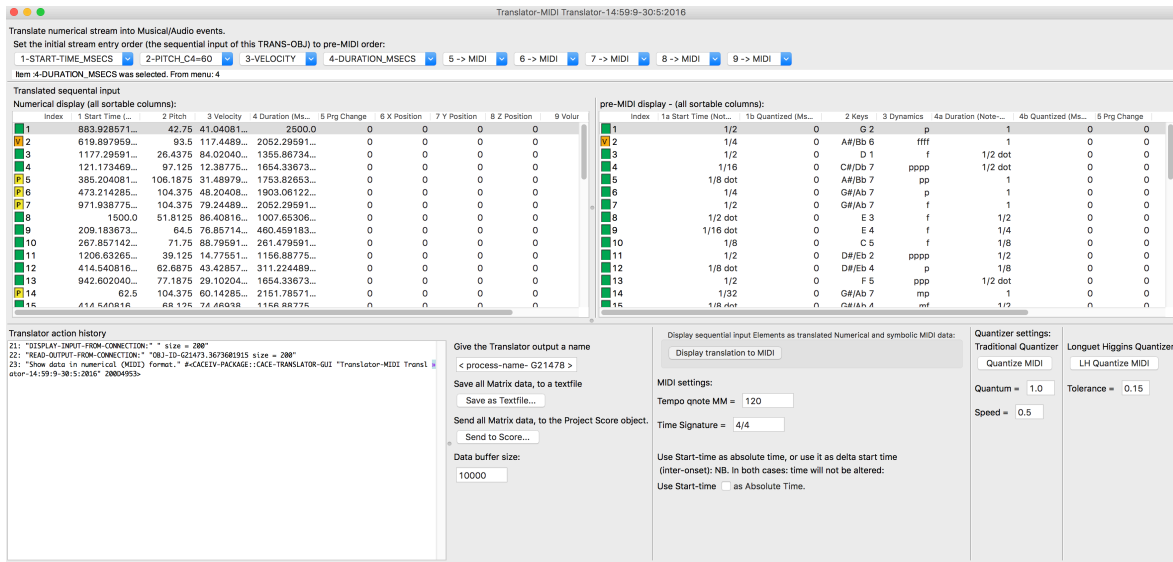 Translator-MIDI Translator-14:59:9-30:5:2016
Translate numerical stream into Musical/Audio events.
Set the initial stream entry order (the sequential input of this TRANS-OBJ) to pre-MIDI order:
1-START-TIME_MSECS 2-PITCH_C4=60 3-VELOCITY 4-DURATION_MSECS 5 -> MIDI 6 -> MIDI 7 -> MIDI 8 -> MIDI 9 -> MIDI
Item :4-DURATION_MSECS was selected. From menu: 4
Translated sequental input
Numerical display (all sortable columns):
Index 1 Start Time (... 2 Pitch 3 Velocity 4 Duration (Ms... 5 Prg Change 6 X Position 7 Y Position 8 Z Position 9 Volur
1 883.928571... 42.75 41.04081... 2500.0 0 0 0 0
V 2 619.897959... 93.5 117.4489... 2052.29591... 0 0 0 0
3 1177.29591... 26.4375 84.02040... 1355.86734... 0 0 0 0
4 121.173469... 97.125 12.38775... 1654.33673... 0 0 0 0
P 5 385.204081... 106.1875 31.48979... 1753.82653... 0 0 0 0
P 6 473.214285... 104.375 48.20408... 1903.06122... 0 0 0 0
P 7 971.938775... 104.375 79.24489... 2052.29591... 0 0 0 0
8 1500.0 51.8125 86.40816... 1007.65306... 0 0 0 0
9 209.183673... 64.5 76.85714... 460.459183... 0 0 0 0
10 267.857142... 71.75 88.79591... 261.479591... 0 0 0 0
11 1206.63265... 39.125 14.77551... 1156.88775... 0 0 0 0
12 414.540816... 62.6875 43.42857... 311.224489... 0 0 0 0
13 942.602040... 77.1875 29.10204... 1654.33673... 0 0 0 0
P 14 62.5 104.375 60.14285... 2151.78571... 0 0 0 0
15 414.540816... 68.125 74.46938... 1156.88775... 0 0 0 0
pre-MIDI display - (all sortable columns):
Index 1a Start Time (Not... 1b Quantized (Ms... 2 Keys 3 Dynamics 4a Duration (Note-... 4b Quantized (Ms... 5 Prg Change
1 1/2 0 G 2 p 1 0 0
V 2 1/4 0 A#/Bb 6 ffff 1 0 0
3 1/2 0 D 1 f 1/2 dot 0 0
4 1/16 0 C#/Db 7 pppp 1/2 dot 0 0
5 1/8 dot 0 A#/Bb 7 pp 1 0 0
6 1/4 0 G#/Ab 7 p 1 0 0
7 1/2 0 G#/Ab 7 f 1 0 0
8 1/2 dot 0 E 3 f 1/2 0 0
9 1/16 dot 0 E 4 f 1/4 0 0
10 1/8 0 C 5 f 1/8 0 0
11 1/2 0 D#/Eb 2 pppp 1/2 0 0
12 1/8 dot 0 D#/Eb 4 p 1/8 0 0
13 1/2 0 F 5 ppp 1/2 dot 0 0
14 1/32 0 G#/Ab 7 mp 1 0 0
15 1/8 dot 0 G#/Ab 4 mf 1/2 0 0
Translator action history
21: "DISPLAY-INPUT-FROM-CONNECTION:" " size = 200"
22: "READ-OUTPUT-FROM-CONNECTION:" "OBJ-ID-G21473.3673601915 size = 200"
23: "Show data in numerical (MIDI) format." #<CACEIV-PACKAGE::CACE-TRANSLATOR-GUI "Translator-MIDI Transl
ator-14:59:9-30:5:2016" 200D4953>
Give the Translator output a name
< process-name- G21478 >
Save all Matrix data, to a textfile
Save as Textfile...
Send all Matrix data, to the Project Score object.
Send to Score...
Data buffer size:
10000
Display sequential input Elements as translated Numerical and symbolic MIDI data:
Display translation to MIDI
MIDI settings:
Tempo qnote MM = 120
Time Signature = 4/4
Use Start-time as absolute time, or use it as delta start time
(inter-onset): NB. In both cases: time will not be altered:
Use Start-time as Absolute Time.
Quantizer settings:
Traditional Quantizer
Quantize MIDI
Quantum = 1.0
Speed = 0.5
Longuet Higgins Quantizer
LH Quantize MIDI
Tolerance = 0.15